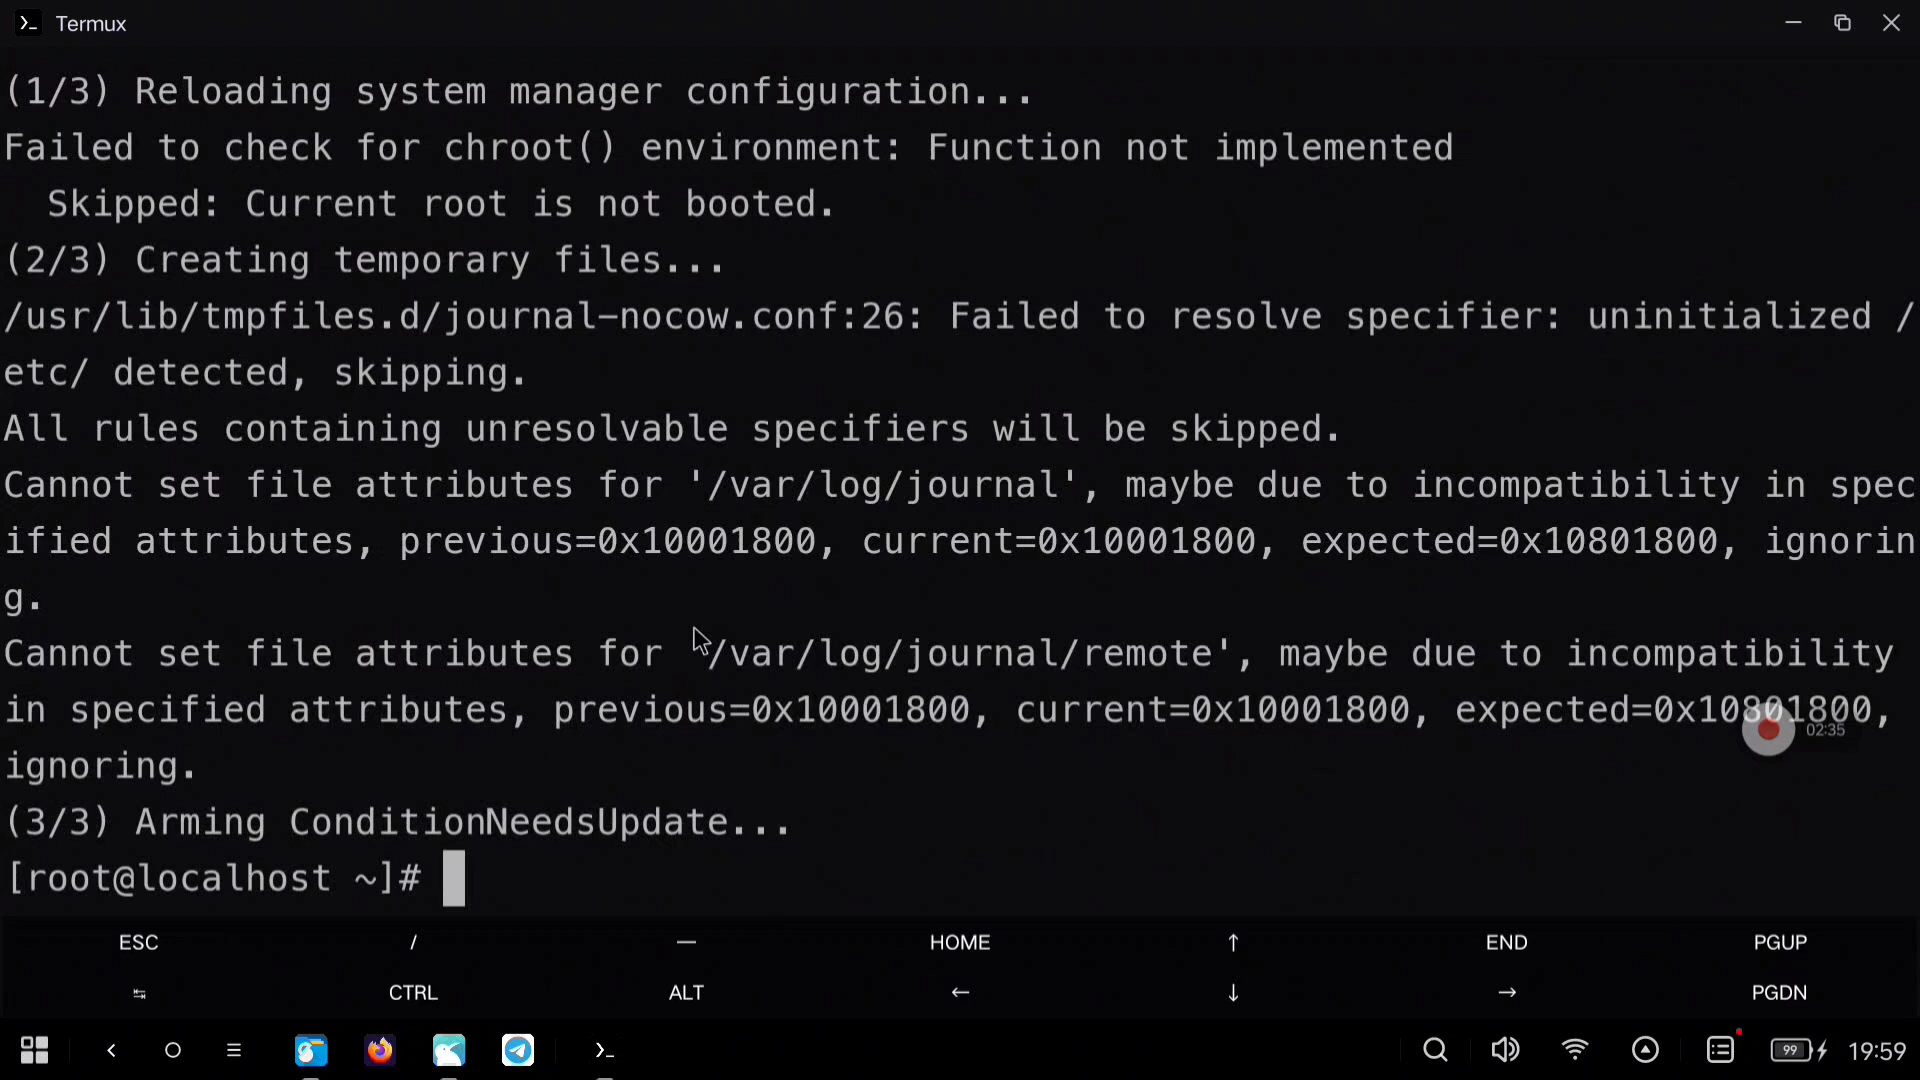 Termux
(1/3) Reloading system manager configuration...
Failed to check for chroot() environment: Function not implemented
  Skipped: Current root is not booted.
(2/3) Creating temporary files...
/usr/lib/tmpfiles.d/journal-nocow.conf:26: Failed to resolve specifier: uninitialized /
etc/ detected, skipping.
All rules containing unresolvable specifiers will be skipped.
Cannot set file attributes for '/var/log/journal', maybe due to incompatibility in spec
ified attributes, previous=0x10001800, current=0x10001800, expected=0x10801800, ignorin
g.
Cannot set file attributes for '/var/log/journal/remote', maybe due to incompatibility
in specified attributes, previous=0x10001800, current=0x10001800, expected=0x10801800,
02:35
ignoring.
(3/3) Arming ConditionNeedsUpdate...
[root@localhost ~]#
ESC / — HOME ↑ END PGUP
↹ CTRL ALT ← ↓ → PGDN
99 19:59